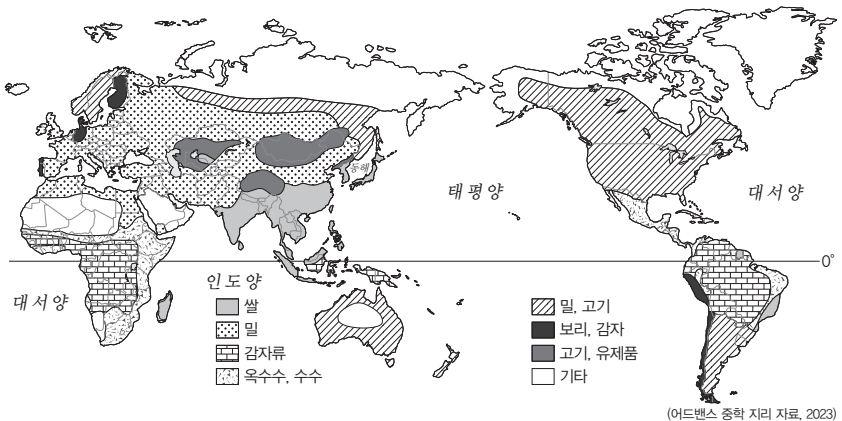 동해
태평양
대서양
0°
인도양
대서양
쌀
밀
감자류
옥수수, 수수
밀, 고기
보리, 감자
고기, 유제품
기타
(어드밴스 중학 지리 자료, 2023)